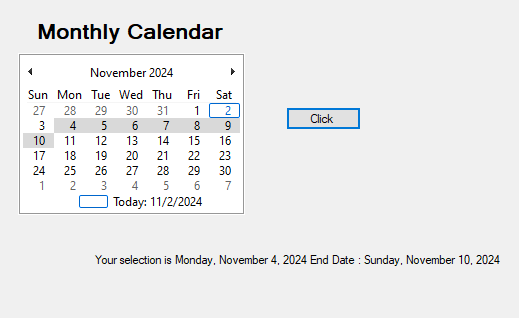 Monthly Calendar
November 2024
Sun Mon Tue Wed Thu Fri Sat
27 28 29 30 31 1 2
3 4 5 6 7 8 9
10 11 12 13 14 15 16
17 18 19 20 21 22 23
24 25 26 27 28 29 30
1 2 3 4 5 6 7
Today: 11/2/2024
Click
Your selection is Monday, November 4, 2024 End Date : Sunday, November 10, 2024